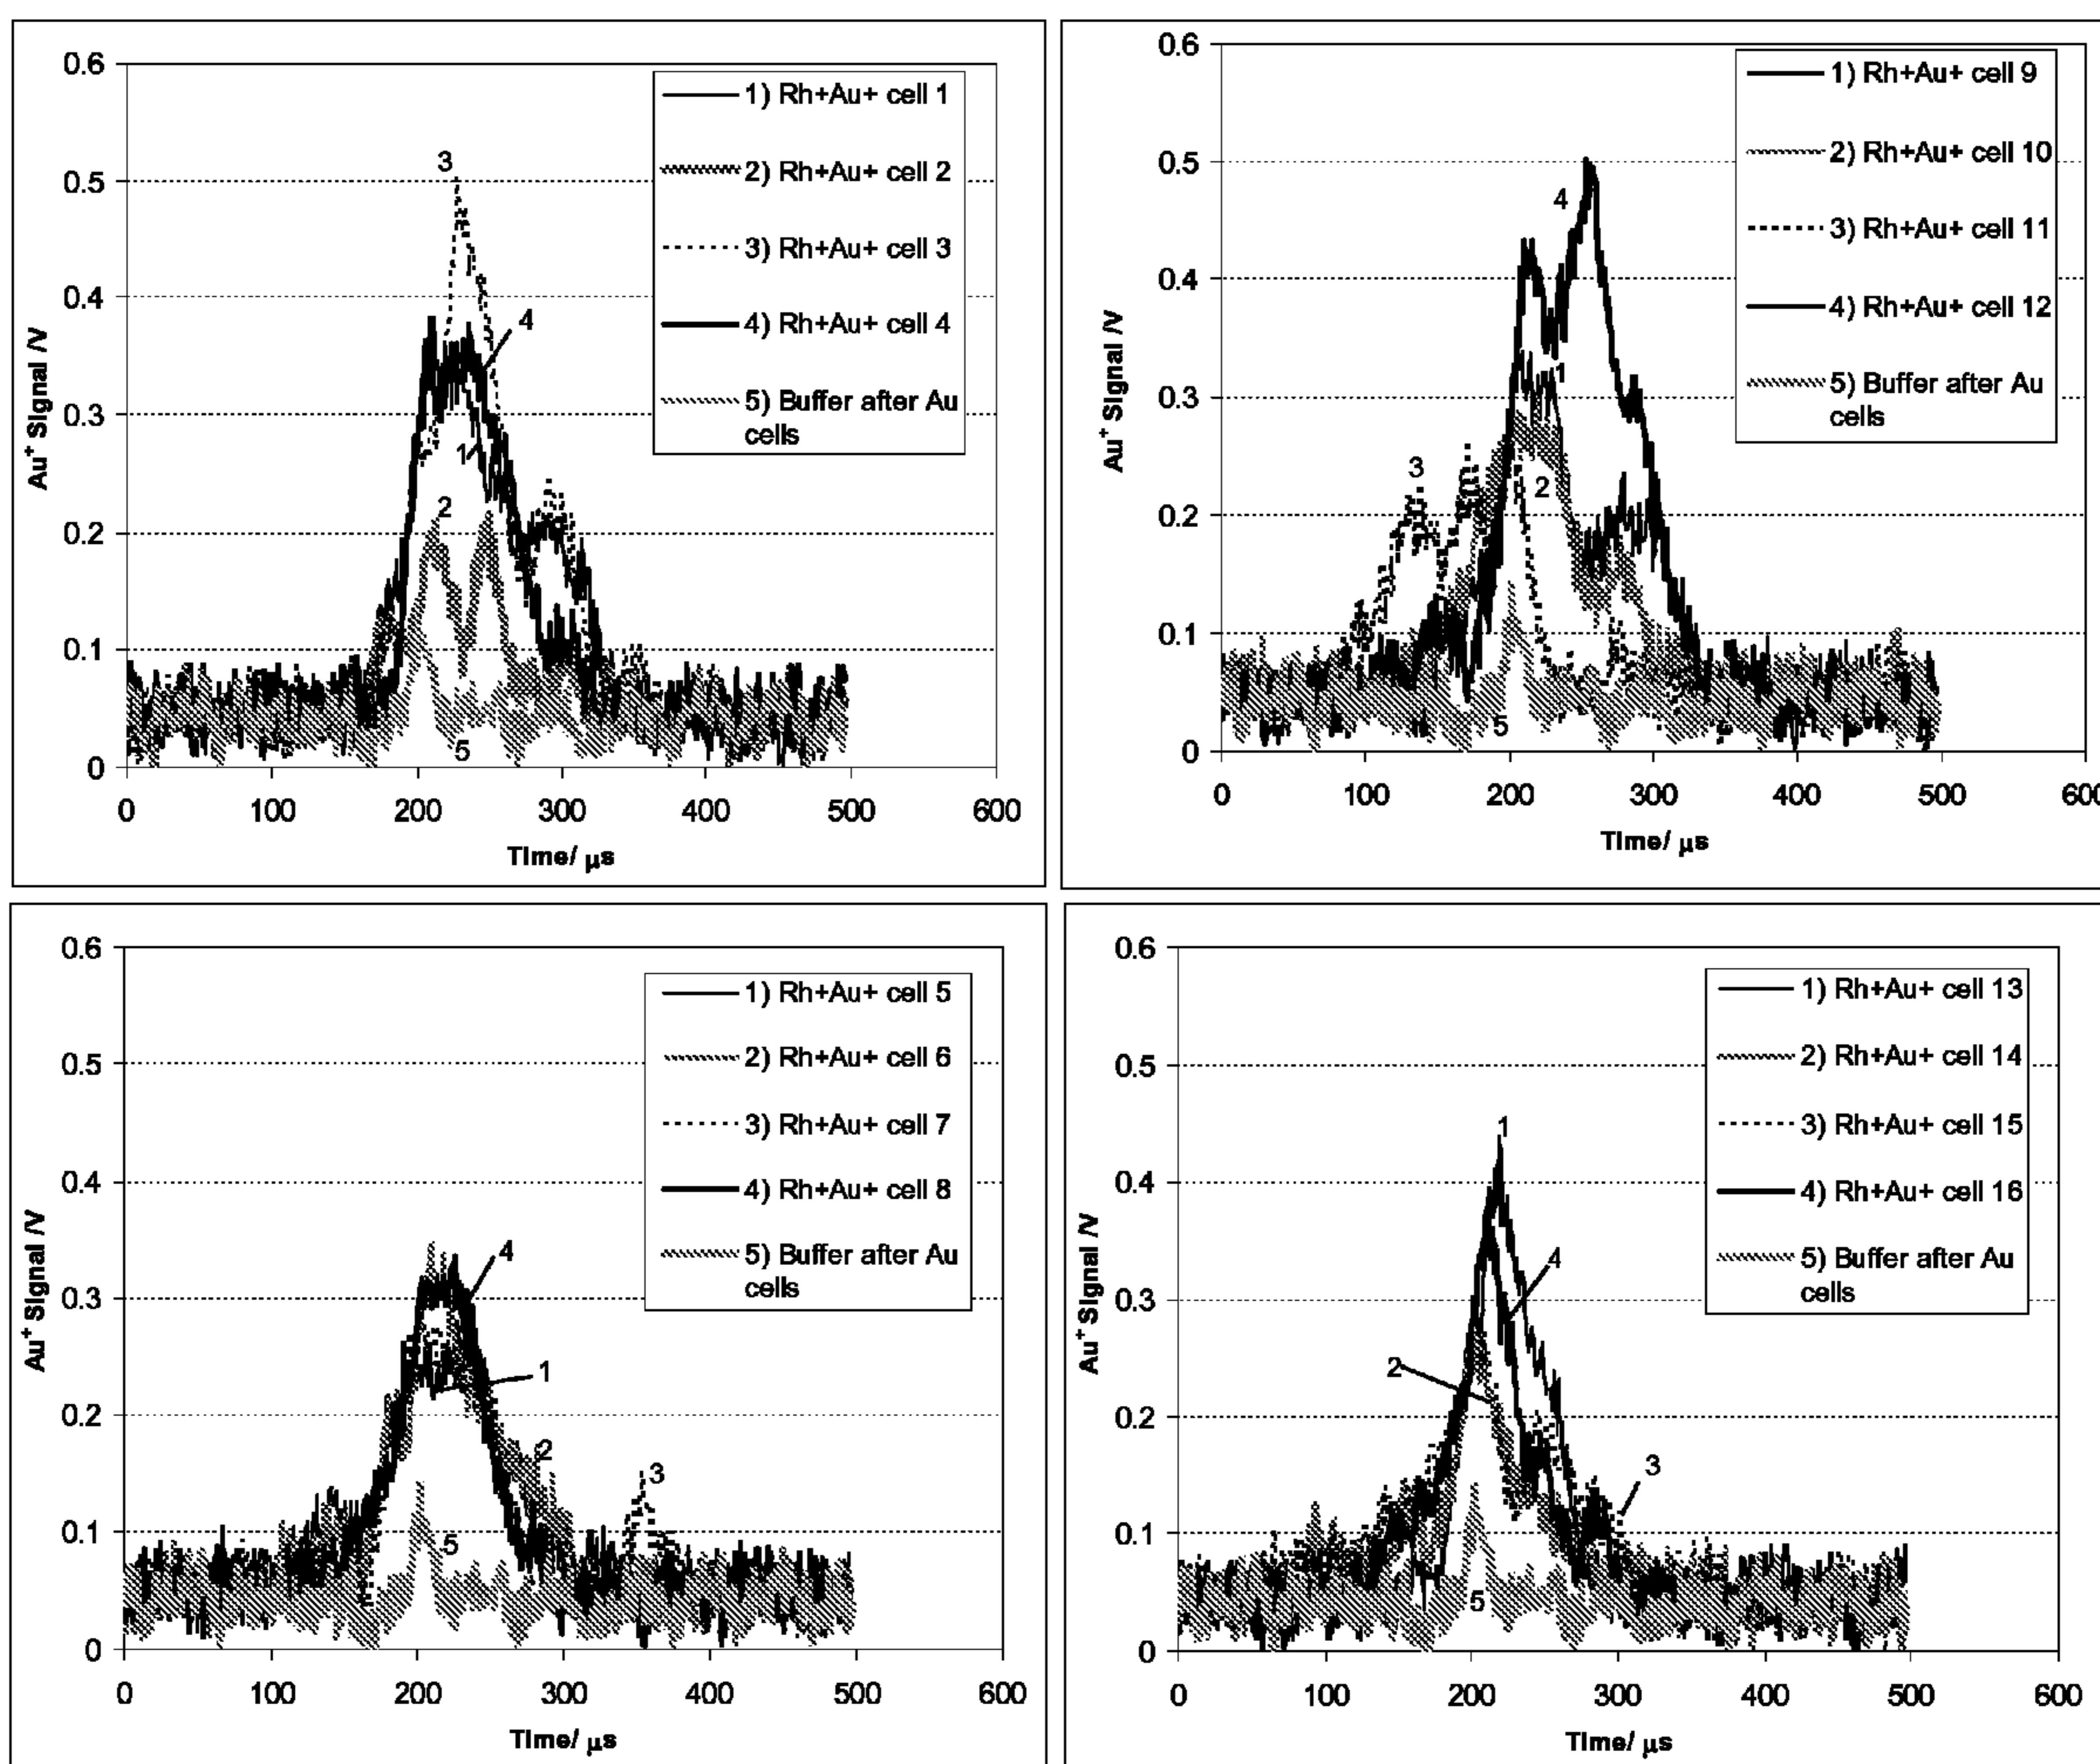 0.6
0.5
0.4
0.3
0.2
0.1
0
Au+ Signal /V
0 100 200 300 400 500 600
Time/ μs
1) Rh+Au+ cell 1
2) Rh+Au+ cell 2
3) Rh+Au+ cell 3
4) Rh+Au+ cell 4
5) Buffer after Au
cells
3
4
1
2
5
0.6
0.5
0.4
0.3
0.2
0.1
0
Au+ Signal /V
0 100 200 300 400 500 600
Time/ μs
1) Rh+Au+ cell 9
2) Rh+Au+ cell 10
3) Rh+Au+ cell 11
4) Rh+Au+ cell 12
5) Buffer after Au
cells
4
1
3
2
5
0.6
0.5
0.4
0.3
0.2
0.1
0
Au+ Signal /V
0 100 200 300 400 500 600
Time/ μs
1) Rh+Au+ cell 5
2) Rh+Au+ cell 6
3) Rh+Au+ cell 7
4) Rh+Au+ cell 8
5) Buffer after Au
cells
4
1
2
3
5
0.6
0.5
0.4
0.3
0.2
0.1
0
Au+ Signal /V
0 100 200 300 400 500 600
Time/ μs
1) Rh+Au+ cell 13
2) Rh+Au+ cell 14
3) Rh+Au+ cell 15
4) Rh+Au+ cell 16
5) Buffer after Au
cells
1
4
2
3
5